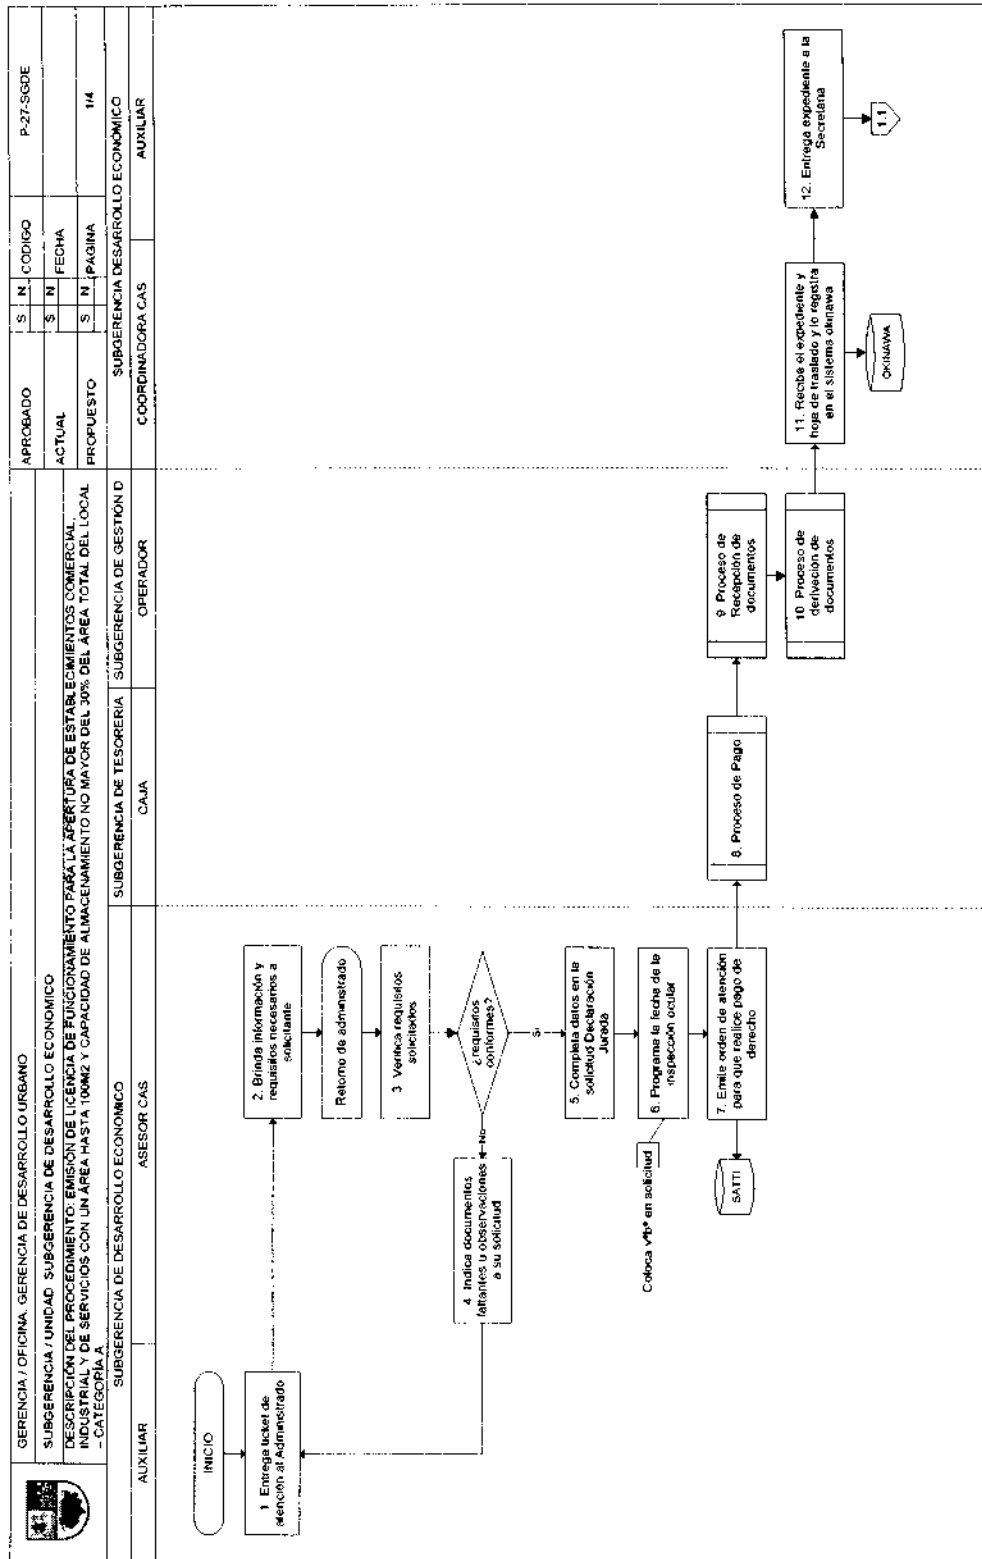 GERENCIA / OFICINA. GERENCIA DE DESARROLLO URBANO
APROBADO
S
N
CODIGO
P-27-SGDE
SUBGERENCIA / UNIDAD SUBGERENCIA DE DESARROLLO ECONOMICO
ACTUAL
S
N
FECHA
DESCRIPCIÓN DEL PROCEDIMIENTO: EMISIÓN DE LICENCIA DE FUNCIONAMIENTO PARA LA APERTURA DE ESTABLECIMIENTOS COMERCIAL,
INDUSTRIAL Y DE SERVICIOS CON UN ÁREA HASTA 100M2 Y CAPACIDAD DE ALMACENAMIENTO NO MAYOR DEL 30% DEL ÁREA TOTAL DEL LOCAL
– CATEGORÍA A
PROPUESTO
S
N
PAGINA
1/4
SUBGERENCIA DE DESARROLLO ECONOMICO
SUBGERENCIA DE TESORERIA
SUBGERENCIA DE GESTIÓN D
SUBGERENCIA DESARROLLO ECONÓMICO
AUXILIAR
ASESOR CAS
CAJA
OPERADOR
COORDINADORA CAS
AUXILIAR
INICIO
1 Entrega ticket de
atención al Administrado
2. Brinda información y
requisitos necesarios a
solicitante
Retorno de administrado
3. Verifica requisitos
solicitados
¿requisitos
conformes?
No
Si
4 Indica documentos
faltantes u observaciones
a su solicitud
5. Completa datos en la
solicitud Declaración
Jurada
6. Programa la fecha de la
inspección ocular
Coloca v°b° en solicitud
7. Emite orden de atención
para que realice pago de
derecho
SATTI
8. Proceso de Pago
9 Proceso de
Recepción de
documentos
10 Proceso de
derivación de
documentos
11. Recibe el expediente y
hoja de traslado y lo registra
en el sistema okinawa
OKINAWA
12. Entrega expediente a la
Secretaria
1.1